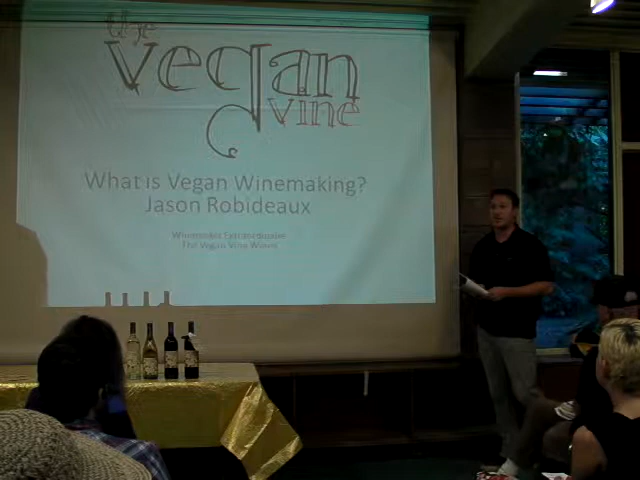 the
vegan
vine
What is Vegan Winemaking?
Jason Robideaux
Winemaker Extraordinaire
The Vegan Vine Wines